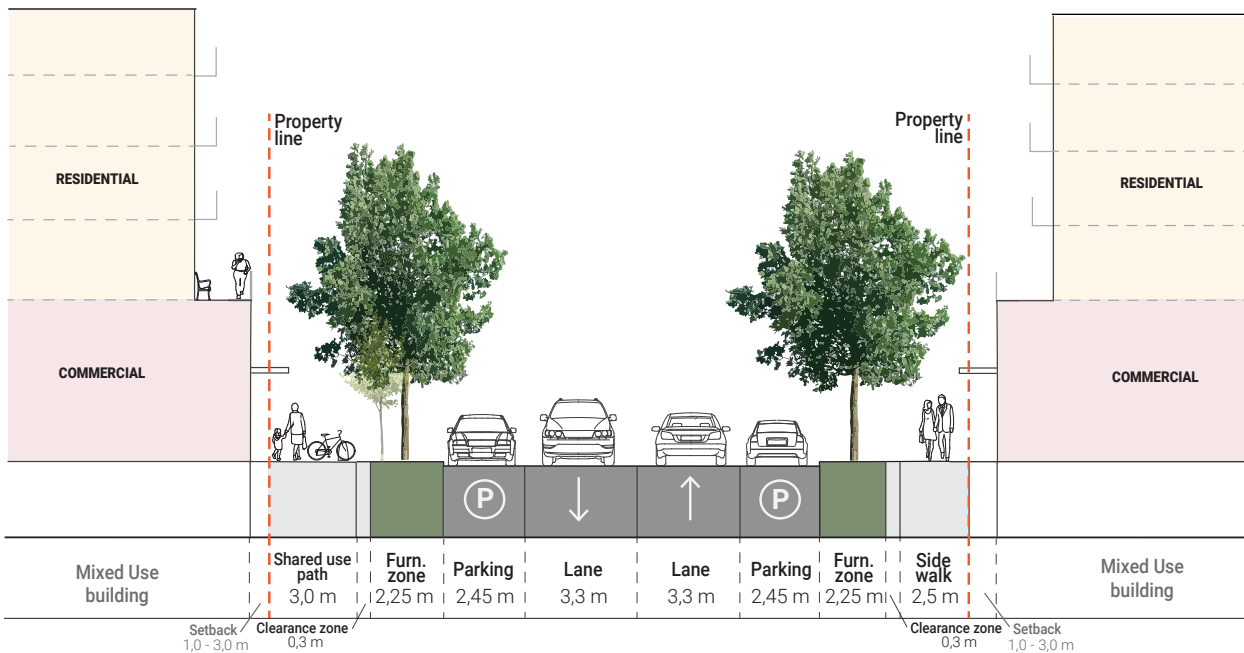 Property
line
Property
line
RESIDENTIAL
RESIDENTIAL
COMMERCIAL
COMMERCIAL
P
P
Mixed Use
building
Shared use
path
3,0 m
Furn.
zone
2,25 m
Parking
2,45 m
Lane
3,3 m
Lane
3,3 m
Parking
2,45 m
Furn.
zone
2,25 m
Side
walk
2,5 m
Mixed Use
building
Setback
1,0 - 3,0 m
Clearance zone
0,3 m
Clearance zone
0,3 m
Setback
1,0 - 3,0 m